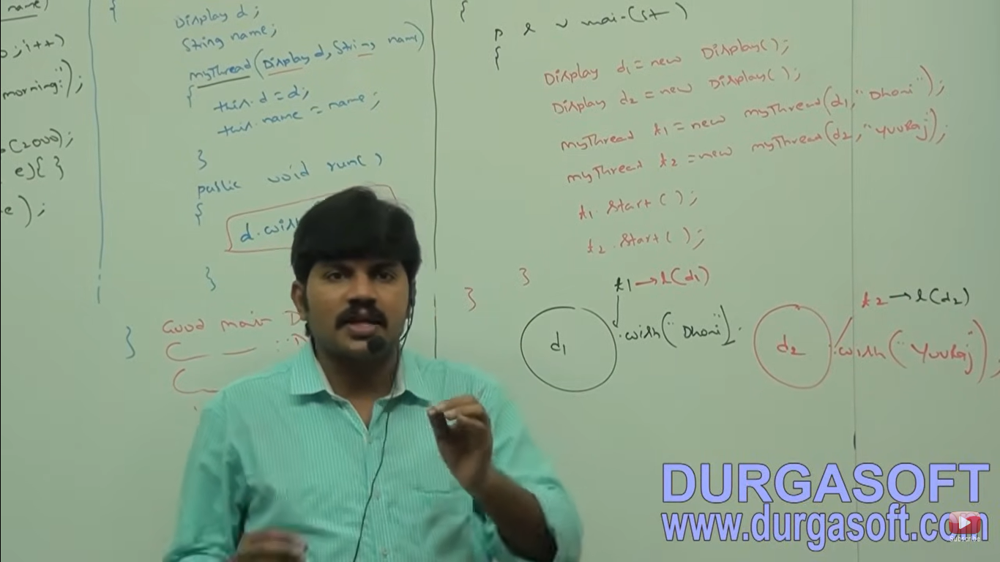 name)
;i++)
morning:");
(2000);
e){ }
e);
{
Display d;
String name;
myThread(Display d, String name)
{
this.d = d;
this.name = name;
}
public void run()
{
d.wish
}
}
Good main D
{
p s v main(St )
{
Display d1 = new Display();
Display d2 = new Display();
myThread t1 = new myThread(d1, "Dhoni");
myThread t2 = new myThread(d2, "Yuvraj);
t1.start();
t2.start();
}
}
t1 → l(d1)
d1 .wish("Dhoni").
t2 → l(d2)
d2 .wish("Yuvraj");
DURGASOFT
www.durgasoft.com
Subscribe